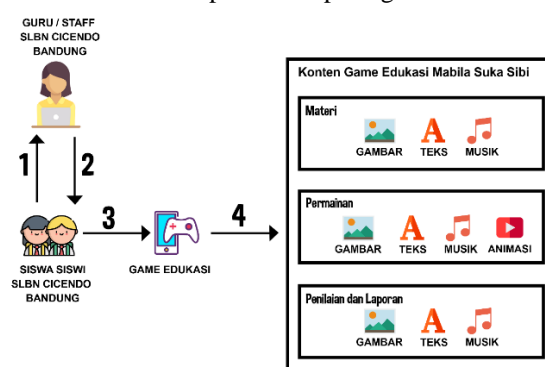 GURU / STAFF
SLBN CICENDO
BANDUNG
1
2
SISWA SISWI
SLBN CICENDO
BANDUNG
3
GAME EDUKASI
4
Konten Game Edukasi Mabila Suka Sibi
Materi
GAMBAR TEKS MUSIK
Permainan
GAMBAR TEKS MUSIK ANIMASI
Penilaian dan Laporan
GAMBAR TEKS MUSIK